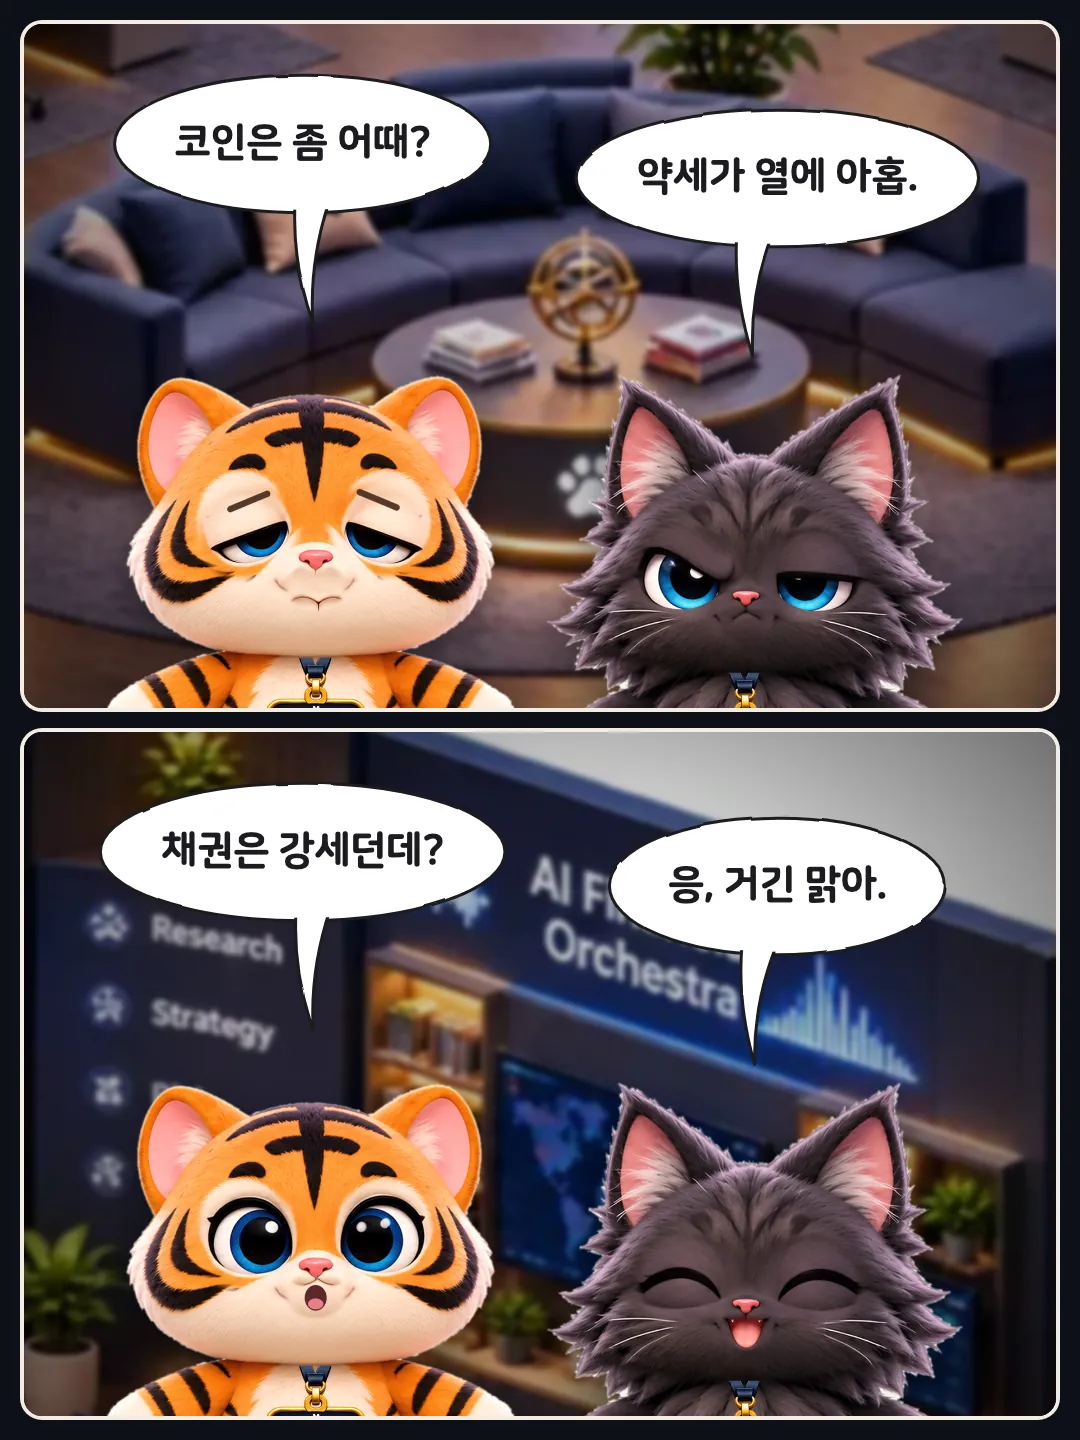 코인은 좀 어때?
약세가 열에 아홉.
채권은 강세던데?
응, 거긴 맑아.
AI
Orchestra
Research
Strategy